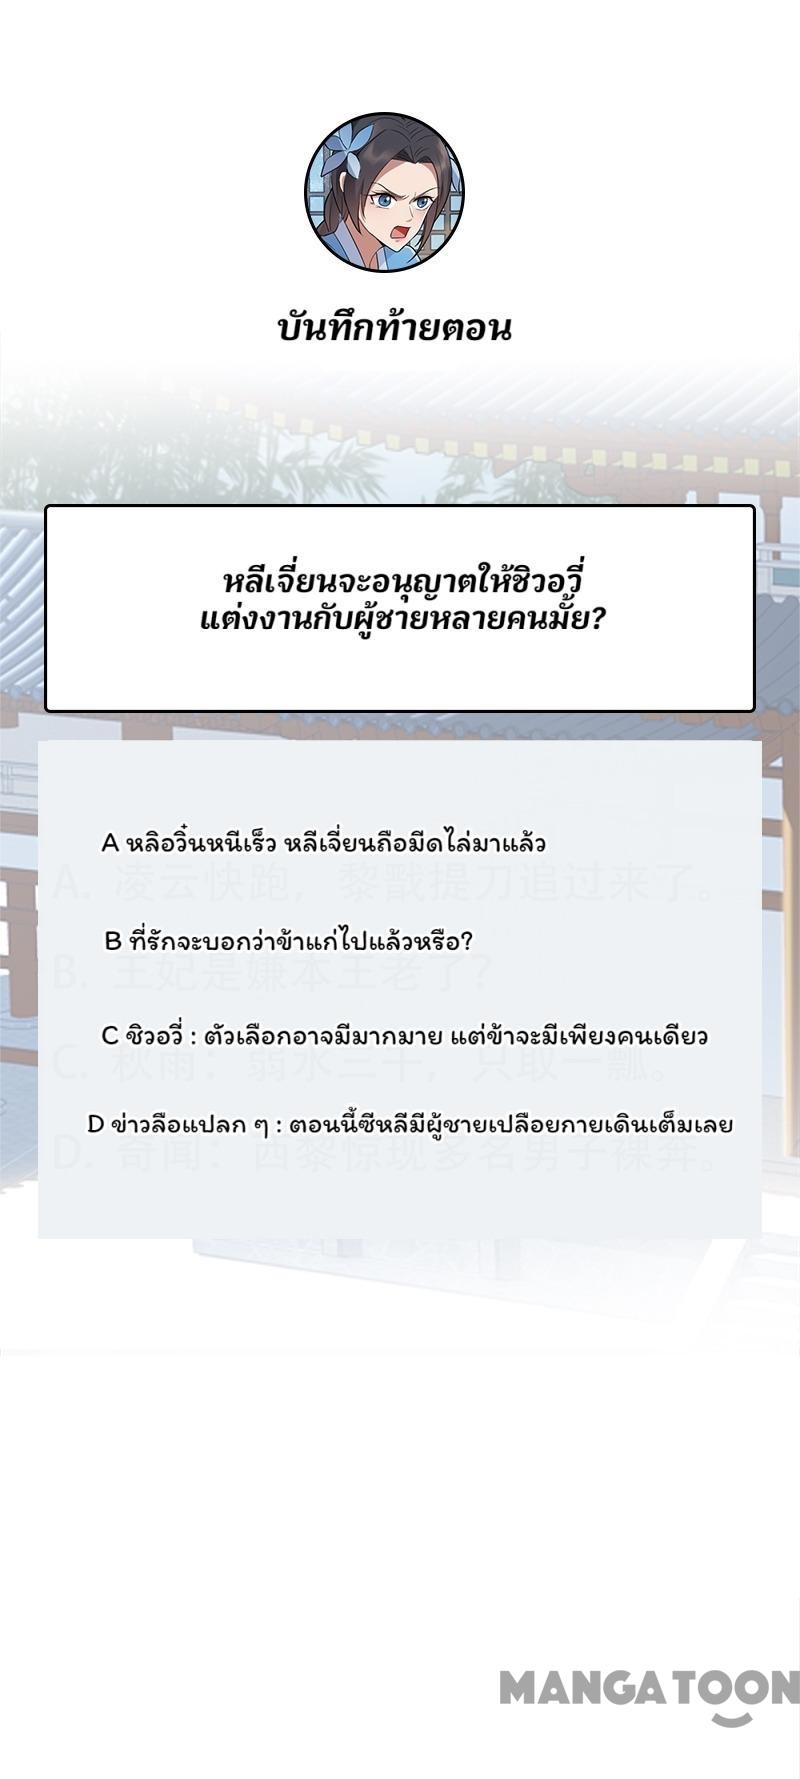 บันทึกท้ายตอน
หลีเจี่ยนจะอนุญาตให้ชิวอวี่
แต่งงานกับผู้ชายหลายคนมั้ย?
A หลิอวิ๋นหนีเร็ว หลีเจี่ยนถือมีดไล่มาแล้ว
A. 凌云快跑，黎戬提刀追过来了。
B ที่รักจะบอกว่าข้าแก่ไปแล้วหรือ?
B. 王妃是嫌本王老了？
C ชิวอวี่ : ตัวเลือกอาจมีมากมาย แต่ข้าจะมีเพียงคนเดียว
C. 秋雨：弱水三千，只取一瓢。
D ข่าวลือแปลก ๆ : ตอนนี้ซีหลีมีผู้ชายเปลือยกายเดินเต็มเลย
D. 奇闻：西黎惊现多名男子裸奔。
MANGATOON